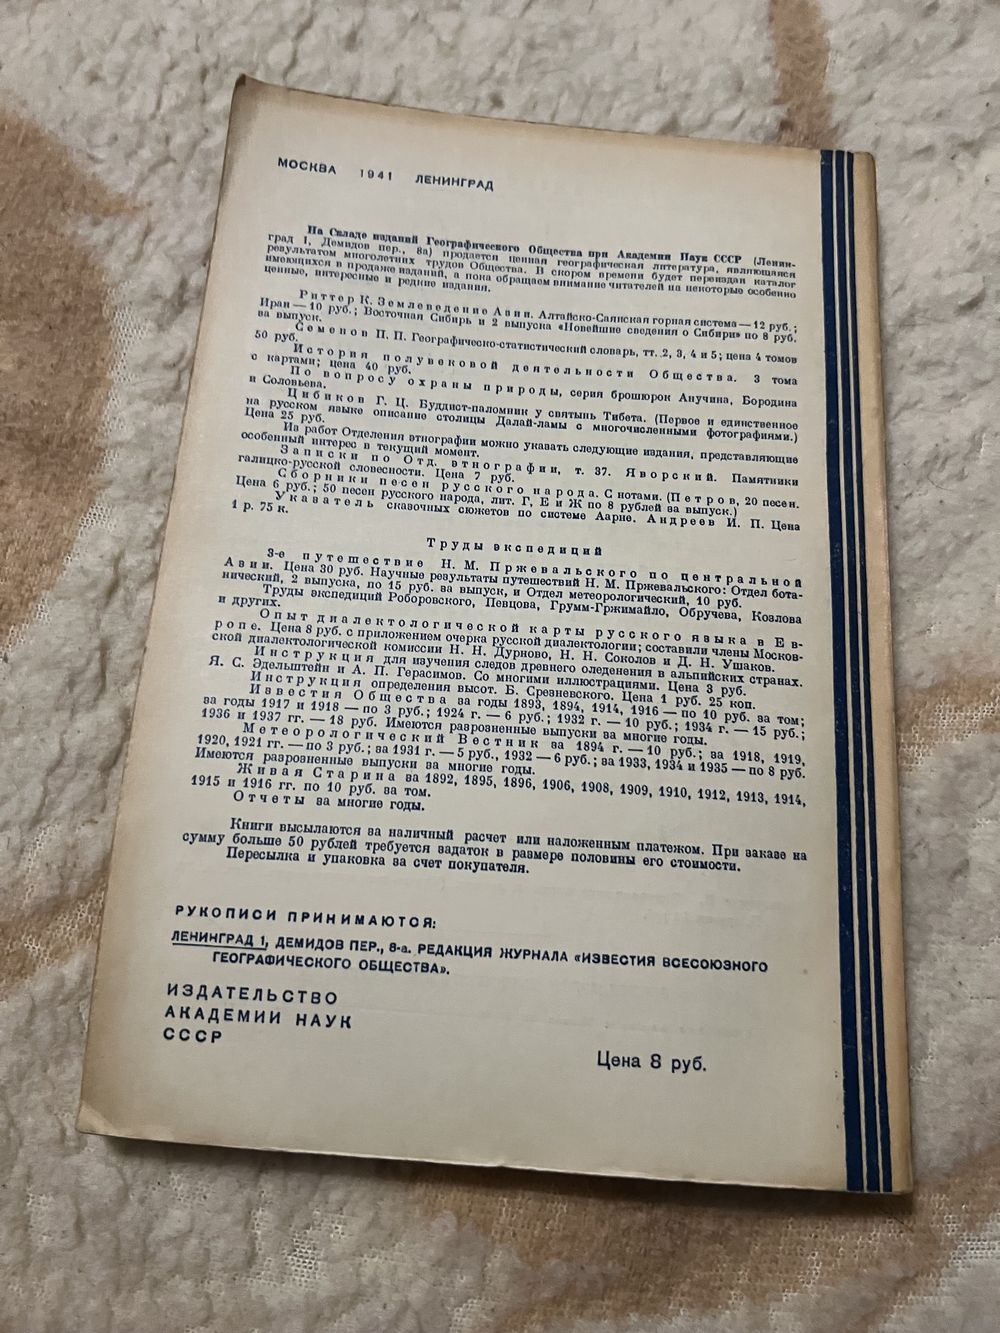 МОСКВА 1941 ЛЕНИНГРАД
На Складе изданий Географического Общества при Академии Наук СССР (Ленин-
град 1, Демидов пер., 8а) продается ценная географическая литература, являющаяся
результатом многолетних трудов Общества. В скором времени будет переиздан каталог
имеющихся в продаже изданий, а пока обращаем внимание читателей на некоторые особенно
ценные, интересные и редкие издания.
Риттер К. Землеведение Азии. Алтайско-Саянская горная система — 12 руб.;
Иран — 10 руб.; Восточная Сибирь и 2 выпуска «Новейшие сведения о Сибири» по 8 руб.
за выпуск.
Семенов П. П. Географическо-статистический словарь, тт. 2, 3, 4 и 5; цена 4 томов
50 руб.
История полувековой деятельности Общества. 3 тома
с картами; цена 40 руб.
По вопросу охраны природы, серия брошюрок Анучина, Бородина
и Соловьева.
Цибиков Г. Ц. Буддист-паломник у святынь Тибета. (Первое и единственное
на русском языке описание столицы Далай-ламы с многочисленными фотографиями.)
Цена 25 руб.
Из работ Отделения этнографии можно указать следующие издания, представляющие
особенный интерес в текущий момент.
Записки по Отд. этнографии, т. 37. Яворский. Памятники
галицко-русской словесности. Цена 7 руб.
Сборники песен русского народа. С нотами. (Петров, 20 песен.
Цена 6 руб.; 50 песен русского народа, лит. Г, Е и Ж по 8 рублей за выпуск.)
Указатель сказочных сюжетов по системе Аарне. Андреев И. П. Цена
1 р. 75 к.
Труды экспедиций
3-е путешествие Н. М. Пржевальского по центральной
Азии. Цена 30 руб. Научные результаты путешествий Н. М. Пржевальского: Отдел бота-
нический, 2 выпуска, по 15 руб. за выпуск, и Отдел метеорологический, 10 руб.
Труды экспедиций Роборовского, Певцова, Грумм-Гржимайло, Обручева, Козлова
и других.
Опыт диалектологической карты русского языка в Ев-
ропе. Цена 8 руб. с приложением очерка русской диалектологии; составили члены Москов-
ской диалектологической комиссии Н. Н. Дурново, Н. Н. Соколов и Д. Н. Ушаков.
Инструкция для изучения следов древнего оледенения в альпийских странах.
Я. С. Эдельштейн и А. П. Герасимов. Со многими иллюстрациями. Цена 3 руб.
Инструкция определения высот. Б. Срезневского. Цена 1 руб. 25 коп.
Известия Общества за годы 1893, 1894, 1914, 1916 — по 10 руб. за том;
за годы 1917 и 1918 — по 3 руб.; 1924 г. — 6 руб.; 1932 г. — 10 руб.; 1934 г. — 15 руб.;
1936 и 1937 гг. — 18 руб. Имеются разрозненные выпуски за многие годы.
Метеорологический Вестник за 1894 г. — 10 руб.; за 1918, 1919,
1920, 1921 гг. — по 3 руб.; за 1931 г. — 5 руб., 1932 — 6 руб.; за 1933, 1934 и 1935 — по 8 руб.
Имеются разрозненные выпуски за многие годы.
Живая Старина за 1892, 1895, 1896, 1906, 1908, 1909, 1910, 1912, 1913, 1914,
1915 и 1916 гг. по 10 руб. за том.
Отчеты за многие годы.
Книги высылаются за наличный расчет или наложенным платежом. При заказе на
сумму больше 50 рублей требуется задаток в размере половины его стоимости.
Пересылка и упаковка за счет покупателя.
РУКОПИСИ ПРИНИМАЮТСЯ:
ЛЕНИНГРАД 1, ДЕМИДОВ ПЕР., 8-а. РЕДАКЦИЯ ЖУРНАЛА «ИЗВЕСТИЯ ВСЕСОЮЗНОГО
ГЕОГРАФИЧЕСКОГО ОБЩЕСТВА».
ИЗДАТЕЛЬСТВО
АКАДЕМИИ НАУК
СССР
Цена 8 руб.